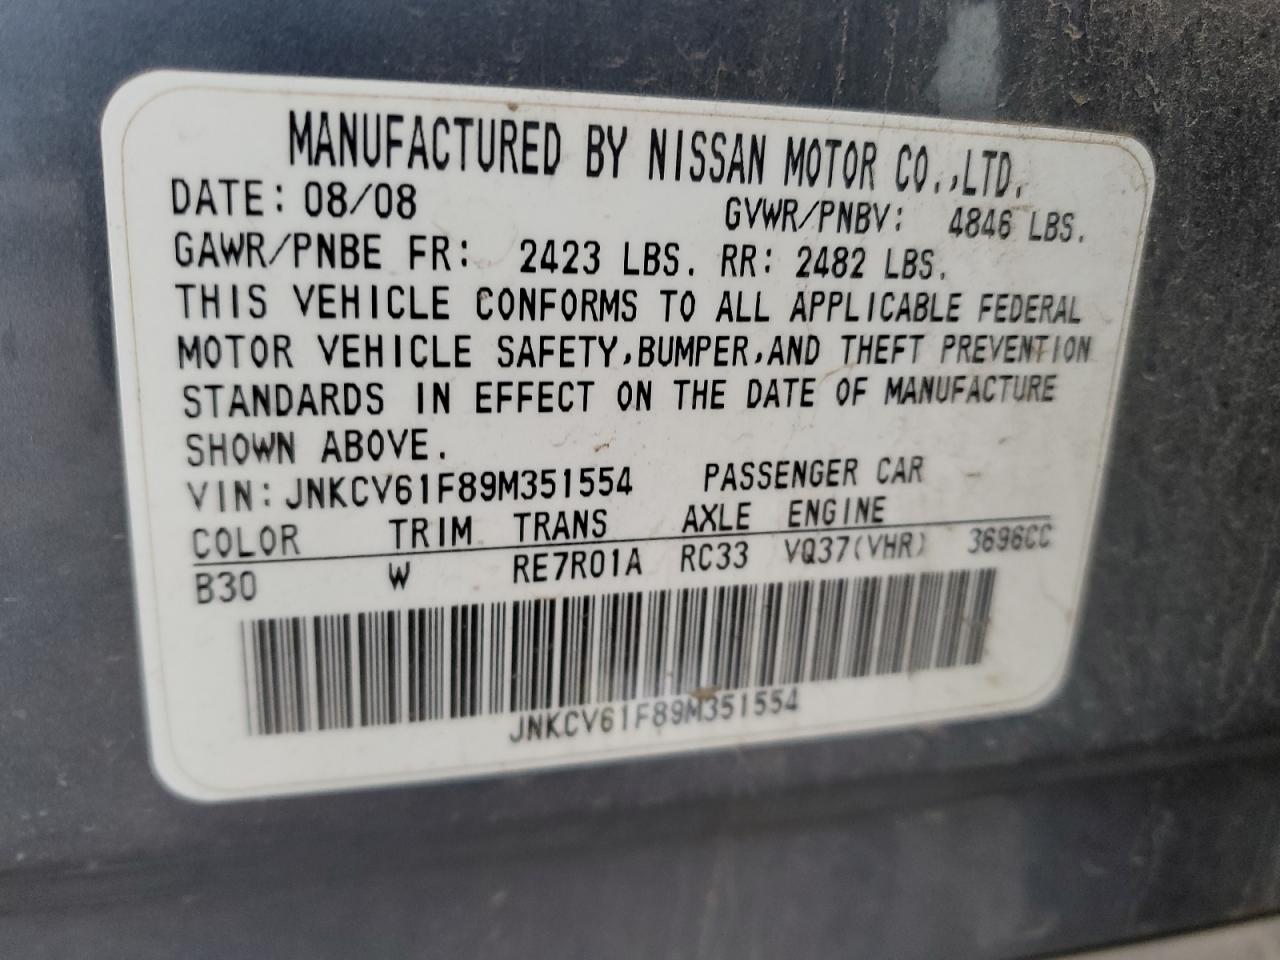 MANUFACTURED BY NISSAN MOTOR CO.,LTD.
DATE: 08/08 GVWR/PNBV: 4846 LBS.
GAWR/PNBE FR: 2423 LBS. RR: 2482 LBS.
THIS VEHICLE CONFORMS TO ALL APPLICABLE FEDERAL
MOTOR VEHICLE SAFETY,BUMPER,AND THEFT PREVENTION
STANDARDS IN EFFECT ON THE DATE OF MANUFACTURE
SHOWN ABOVE.
VIN: JNKCV61F89M351554 PASSENGER CAR
COLOR TRIM TRANS AXLE ENGINE
B30 W RE7R01A RC33 VQ37(VHR) 3696CC
JNKCV61F89M351554